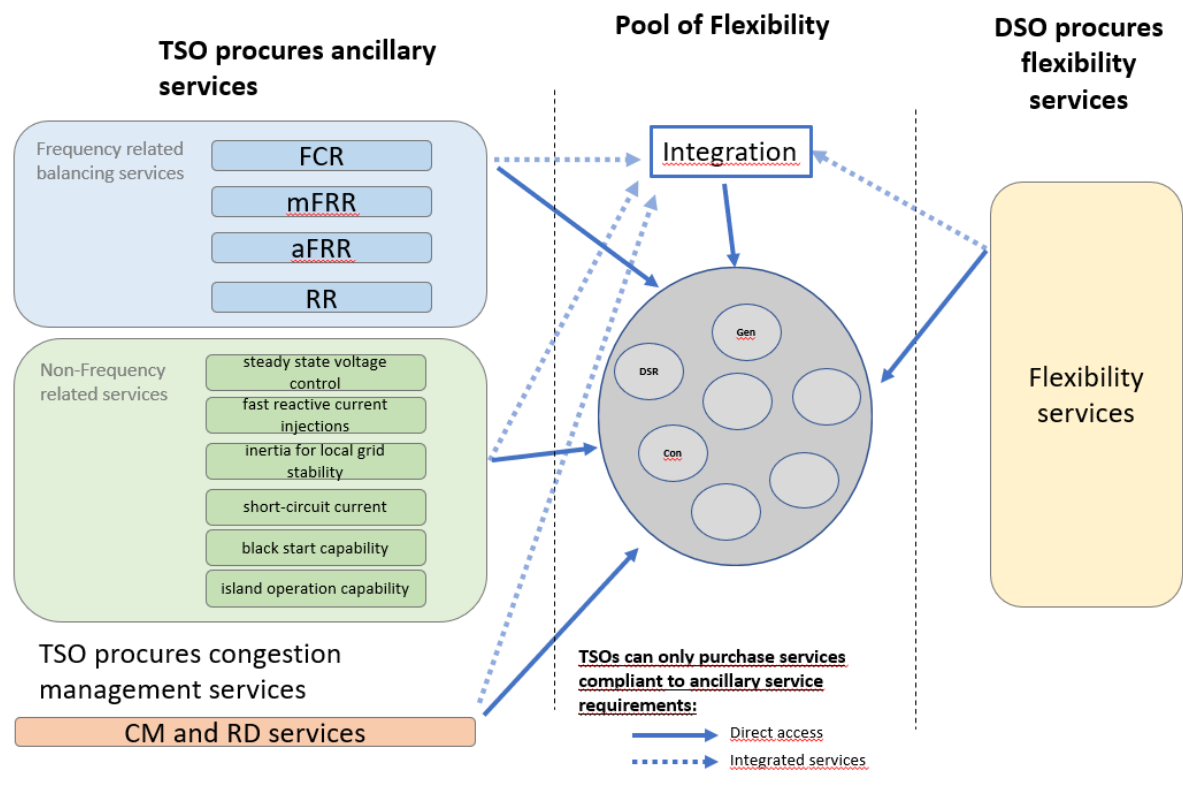 TSO procures ancillary
services
Pool of Flexibility
DSO procures
flexibility
services
Frequency related
balancing services
FCR
mFRR
aFRR
RR
Integration
Non-Frequency
related services
steady state voltage
control
fast reactive current
injections
inertia for local grid
stability
short-circuit current
black start capability
island operation capability
Gen
DSR
Con
Flexibility
services
TSO procures congestion
management services
CM and RD services
TSOs can only purchase services
compliant to ancillary service
requirements:
Direct access
Integrated services